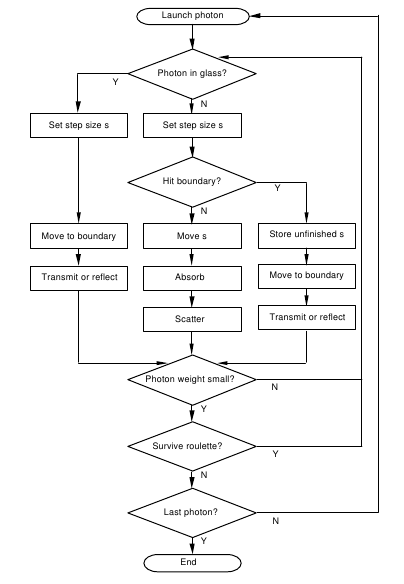 Launch photon
Photon in glass?
Y
N
Set step size s
Set step size s
Hit boundary?
Y
N
Move to boundary
Move s
Store unfinished s
Transmit or reflect
Absorb
Move to boundary
Scatter
Transmit or reflect
Photon weight small?
N
Y
Survive roulette?
Y
N
Last photon?
N
Y
End